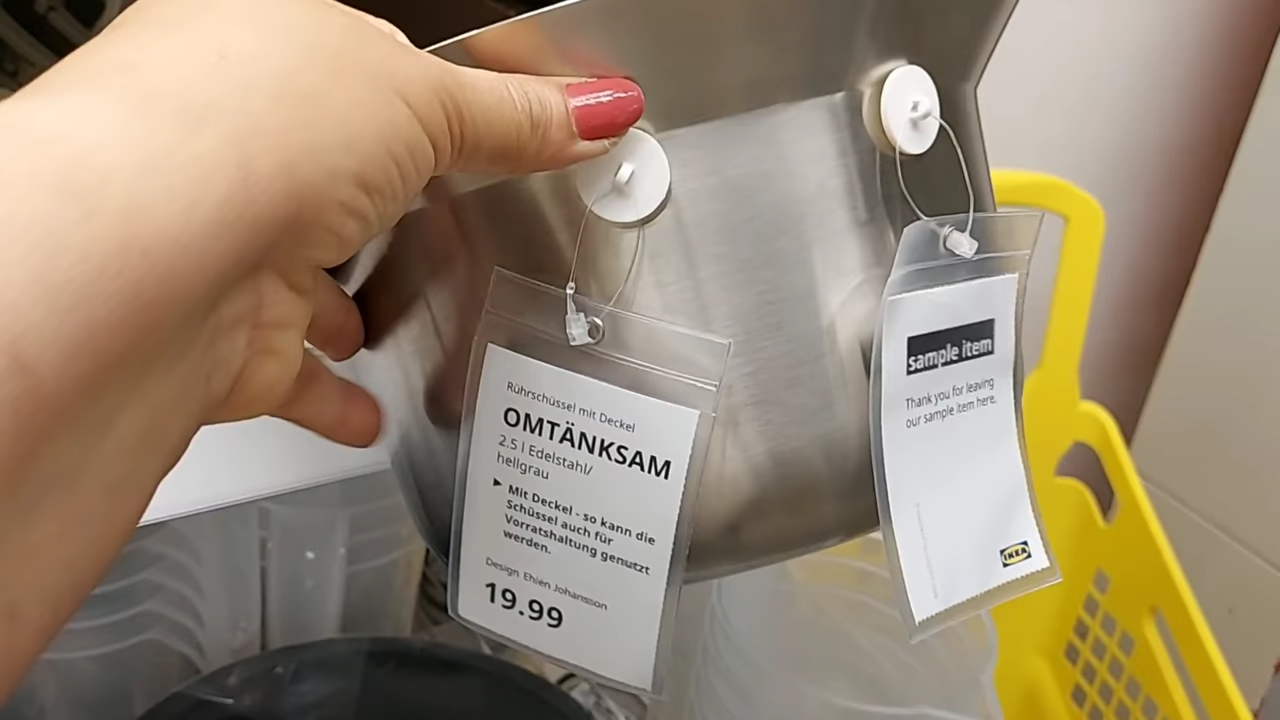 Rührschüssel mit Deckel
OMTÄNKSAM
2.5 l Edelstahl/
hellgrau
▶ Mit Deckel - so kann die
Schüssel auch für
Vorratshaltung genutzt
werden.
Design Ehlén Johansson
19.99
sample item
Thank you for leaving
our sample item here.
IKEA